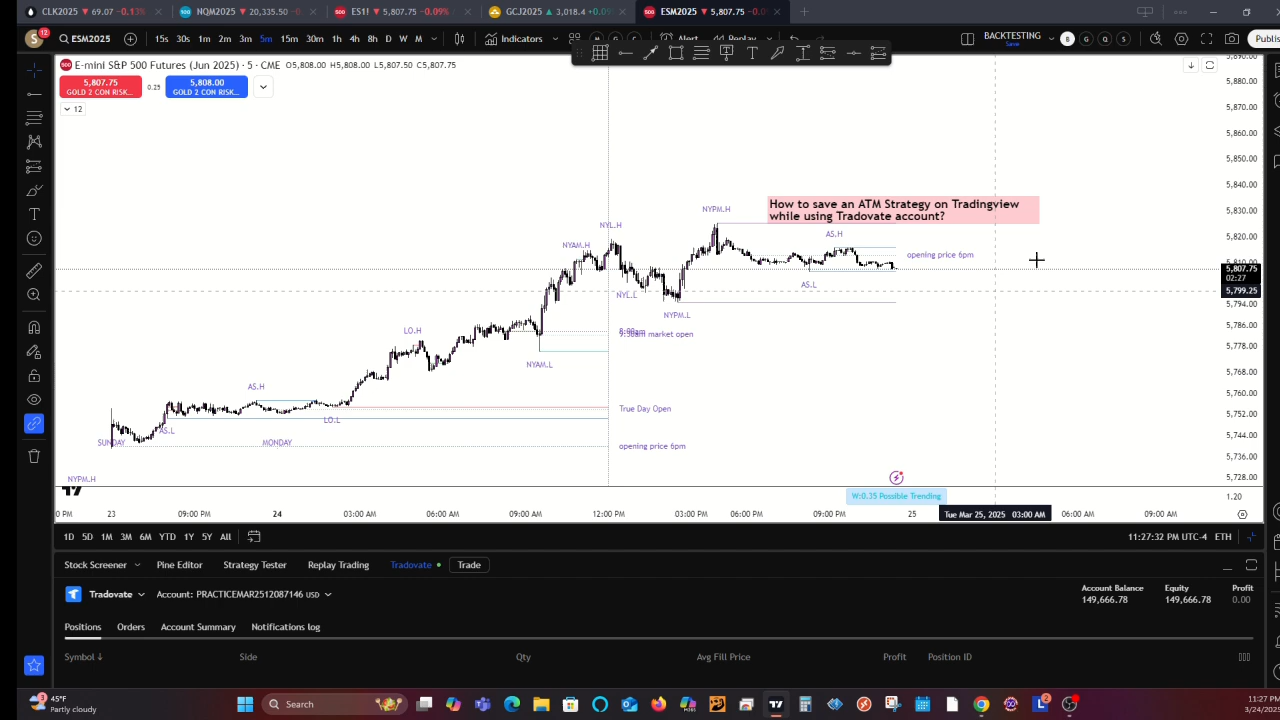 CLK2025 69.07 −0.13%
NQM2025 20,335.50
ES1! 5,807.75 −0.09%
GCJ2025 3,018.4 +0.09
ESM2025 5,807.75
S 12 ESM2025 15s 30s 1m 2m 3m 5m 15m 30m 1h 4h 8h D W M Indicators Alert Replay BACKTESTING Save B G Q S Publis
E-mini S&P 500 Futures (Jun 2025) · 5 · CME O5,808.00 H5,808.00 L5,807.50 C5,807.75
5,807.75
GOLD 2 CON RISK...
0.25
5,808.00
GOLD 2 CON RISK...
12
5,880.00
5,870.00
5,860.00
5,850.00
5,840.00
5,830.00
5,820.00
5,807.75
02:27
5,799.25
5,794.00
5,786.00
5,778.00
5,768.00
5,760.00
5,752.00
5,744.00
5,736.00
5,728.00
1.20
How to save an ATM Strategy on Tradingview
while using Tradovate account?
NYPM.H
NYL.H
AS.H
NYAM.H
opening price 6pm
AS.L
NYL.L
NYPM.L
LO.H
9:30am market open
NYAM.L
AS.H
True Day Open
LO.L
AS.L
SUNDAY
MONDAY
opening price 6pm
NYPM.H
W:0.35 Possible Trending
0 PM 23 09:00 PM 24 03:00 AM 06:00 AM 09:00 AM 12:00 PM 03:00 PM 06:00 PM 09:00 PM 25 Tue Mar 25, 2025 03:00 AM 06:00 AM 09:00 AM
1D 5D 1M 3M 6M YTD 1Y 5Y All 11:27:32 PM UTC-4 ETH
Stock Screener Pine Editor Strategy Tester Replay Trading Tradovate Trade
Tradovate Account: PRACTICEMAR2512087146 USD
Account Balance Equity Profit
149,666.78 149,666.78 0.00
Positions Orders Account Summary Notifications log
Symbol Side Qty Avg Fill Price Profit Position ID
3 45°F
Partly cloudy
Search
2
11:27 PM
3/24/202